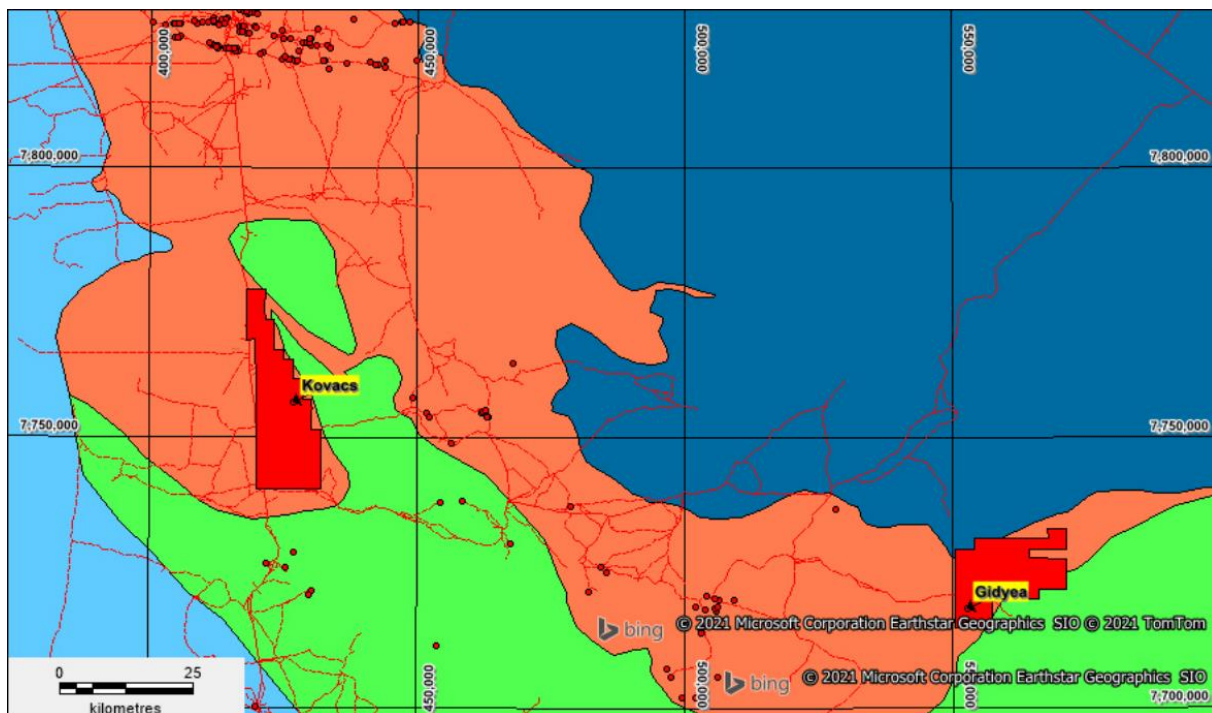 400,000
450,000
500,000
550,000
7,800,000
7,800,000
Kovacs
7,750,000
7,750,000
Gidyea
bing
© 2021 Microsoft Corporation Earthstar Geographics SIO © 2021 TomTom
0 25
kilometres
450,000
500,000
bing
© 2021 Microsoft Corporation Earthstar Geographics SIO
7,700,000